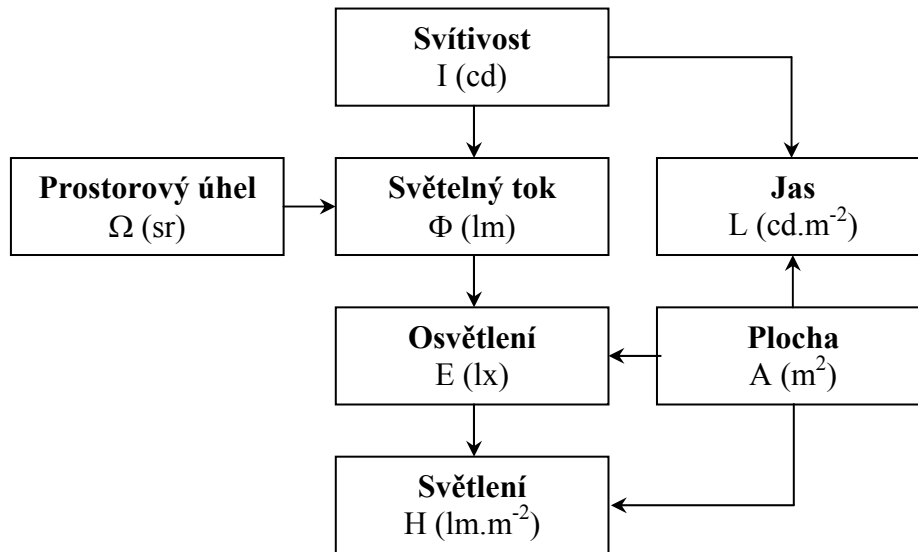 Svítivost
I (cd)
Prostorový úhel
Ω (sr)
Světelný tok
Φ (lm)
Jas
L (cd.m⁻²)
Osvětlení
E (lx)
Plocha
A (m²)
Světlení
H (lm.m⁻²)